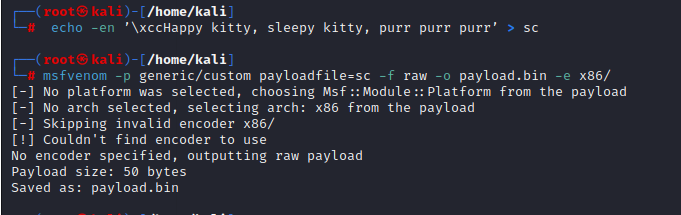 ┌──(root㉿kali)-[/home/kali]
└─# echo -en ’\xccHappy kitty, sleepy kitty, purr purr purr’ > sc
┌──(root㉿kali)-[/home/kali]
└─# msfvenom -p generic/custom payloadfile=sc -f raw -o payload.bin -e x86/
[-] No platform was selected, choosing Msf::Module::Platform from the payload
[-] No arch selected, selecting arch: x86 from the payload
[-] Skipping invalid encoder x86/
[!] Couldn't find encoder to use
No encoder specified, outputting raw payload
Payload size: 50 bytes
Saved as: payload.bin